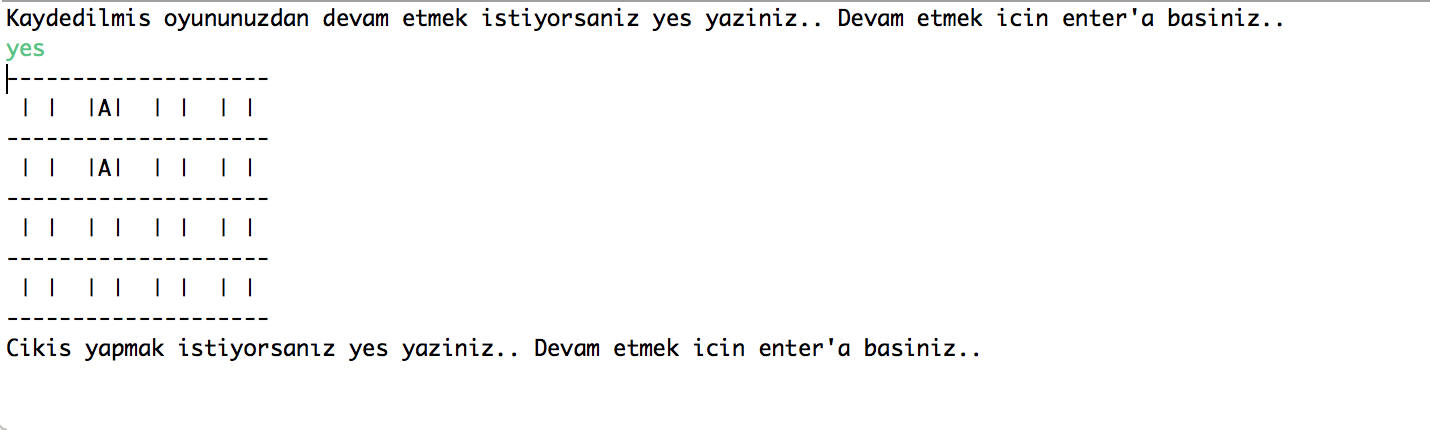 Kaydedilmis oyununuzdan devam etmek istiyorsaniz yes yaziniz.. Devam etmek icin enter'a basiniz..
yes
--------------------
 | |  |A|  | |  | |
--------------------
 | |  |A|  | |  | |
--------------------
 | |  | |  | |  | |
--------------------
 | |  | |  | |  | |
--------------------
Cikis yapmak istiyorsanız yes yaziniz.. Devam etmek icin enter'a basiniz..